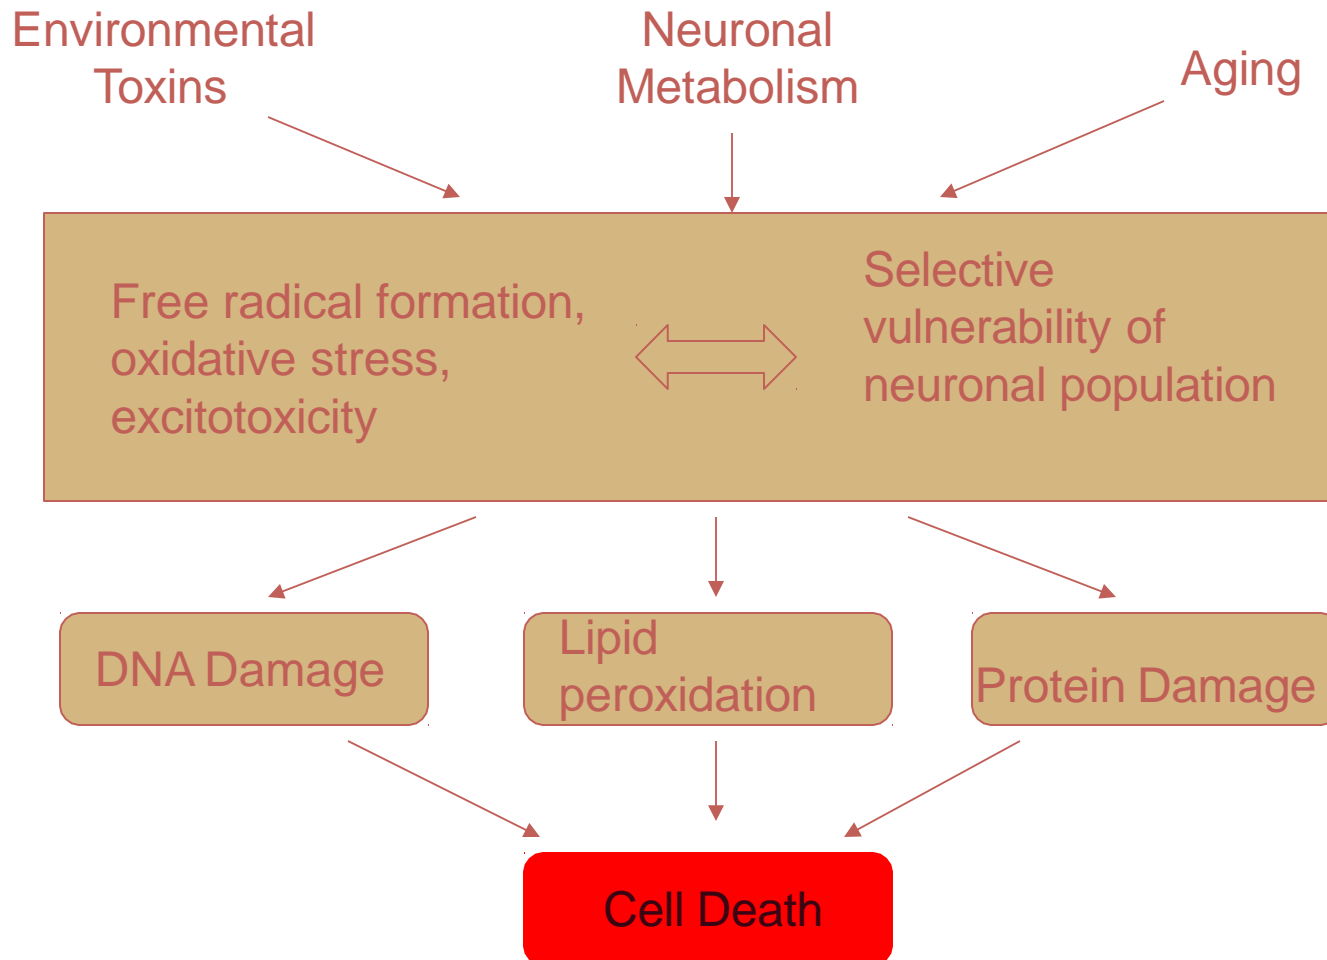 Environmental
Toxins
Neuronal
Metabolism
Aging
Free radical formation,
oxidative stress,
excitotoxicity
Selective
vulnerability of
neuronal population
DNA Damage
Lipid
peroxidation
Protein Damage
Cell Death